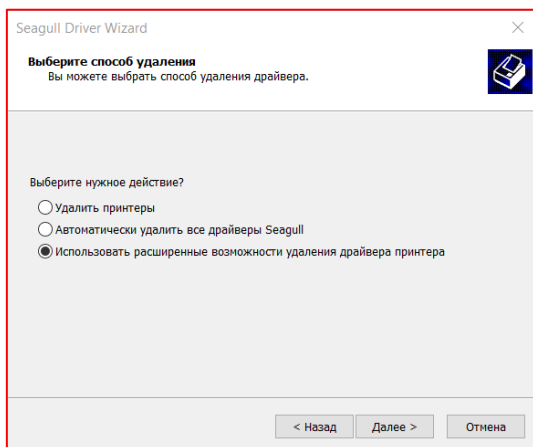 Seagull Driver Wizard
Выберите способ удаления
Вы можете выбрать способ удаления драйвера.
Выберите нужное действие?
Удалить принтеры
Автоматически удалить все драйверы Seagull
Использовать расширенные возможности удаления драйвера принтера
< Назад Далее > Отмена